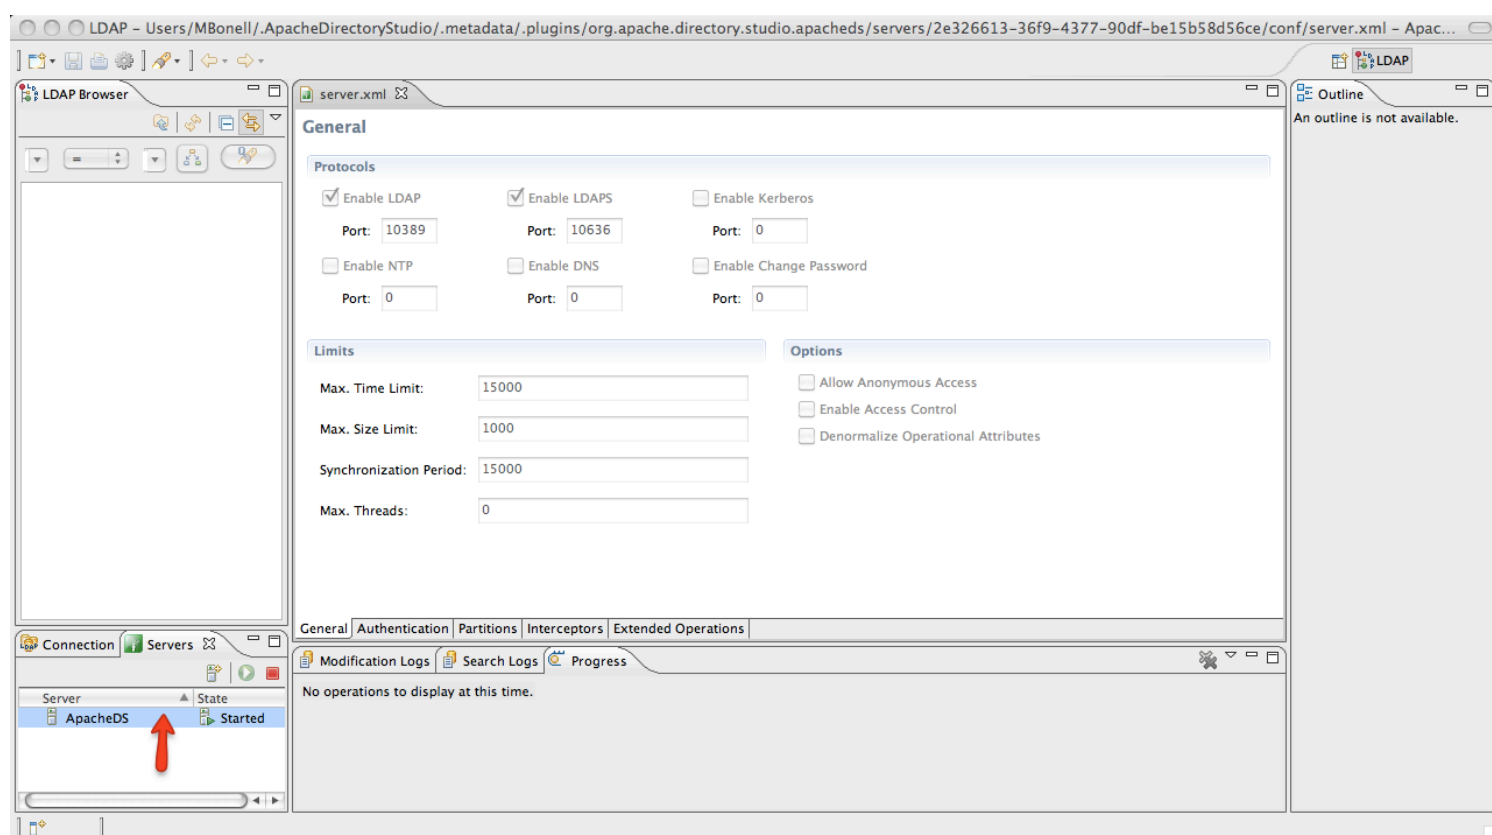 LDAP – Users/MBonell/.ApacheDirectoryStudio/.metadata/.plugins/org.apache.directory.studio.apacheds/servers/2e326613-36f9-4377-90df-be15b58d56ce/conf/server.xml – Apac...
LDAP
LDAP Browser
=
server.xml
General
Protocols
Enable LDAP Enable LDAPS Enable Kerberos
Port: 10389 Port: 10636 Port: 0
Enable NTP Enable DNS Enable Change Password
Port: 0 Port: 0 Port: 0
Limits
Max. Time Limit: 15000
Max. Size Limit: 1000
Synchronization Period: 15000
Max. Threads: 0
Options
Allow Anonymous Access
Enable Access Control
Denormalize Operational Attributes
General Authentication Partitions Interceptors Extended Operations
Outline
An outline is not available.
Connection Servers
Server State
ApacheDS Started
Modification Logs Search Logs Progress
No operations to display at this time.